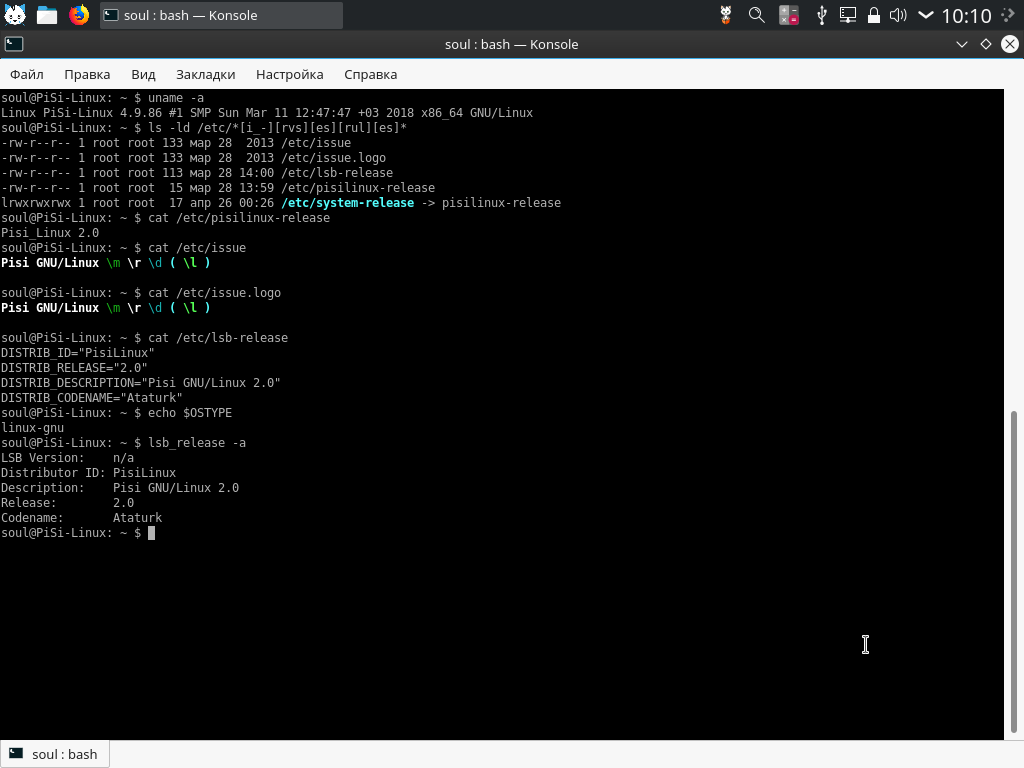 soul : bash — Konsole
10:10
soul : bash — Konsole
Файл Правка Вид Закладки Настройка Справка
soul@PiSi-Linux: ~ $ uname -a
Linux PiSi-Linux 4.9.86 #1 SMP Sun Mar 11 12:47:47 +03 2018 x86_64 GNU/Linux
soul@PiSi-Linux: ~ $ ls -ld /etc/*[i_-][rvs][es][rul][es]*
-rw-r--r-- 1 root root 133 мар 28  2013 /etc/issue
-rw-r--r-- 1 root root 133 мар 28  2013 /etc/issue.logo
-rw-r--r-- 1 root root 113 мар 28 14:00 /etc/lsb-release
-rw-r--r-- 1 root root  15 мар 28 13:59 /etc/pisilinux-release
lrwxrwxrwx 1 root root  17 апр 26 00:26 /etc/system-release -> pisilinux-release
soul@PiSi-Linux: ~ $ cat /etc/pisilinux-release
Pisi_Linux 2.0
soul@PiSi-Linux: ~ $ cat /etc/issue
Pisi GNU/Linux \m \r \d ( \l )
soul@PiSi-Linux: ~ $ cat /etc/issue.logo
Pisi GNU/Linux \m \r \d ( \l )
soul@PiSi-Linux: ~ $ cat /etc/lsb-release
DISTRIB_ID="PisiLinux"
DISTRIB_RELEASE="2.0"
DISTRIB_DESCRIPTION="Pisi GNU/Linux 2.0"
DISTRIB_CODENAME="Ataturk"
soul@PiSi-Linux: ~ $ echo $OSTYPE
linux-gnu
soul@PiSi-Linux: ~ $ lsb_release -a
LSB Version:    n/a
Distributor ID: PisiLinux
Description:    Pisi GNU/Linux 2.0
Release:        2.0
Codename:       Ataturk
soul@PiSi-Linux: ~ $
soul : bash